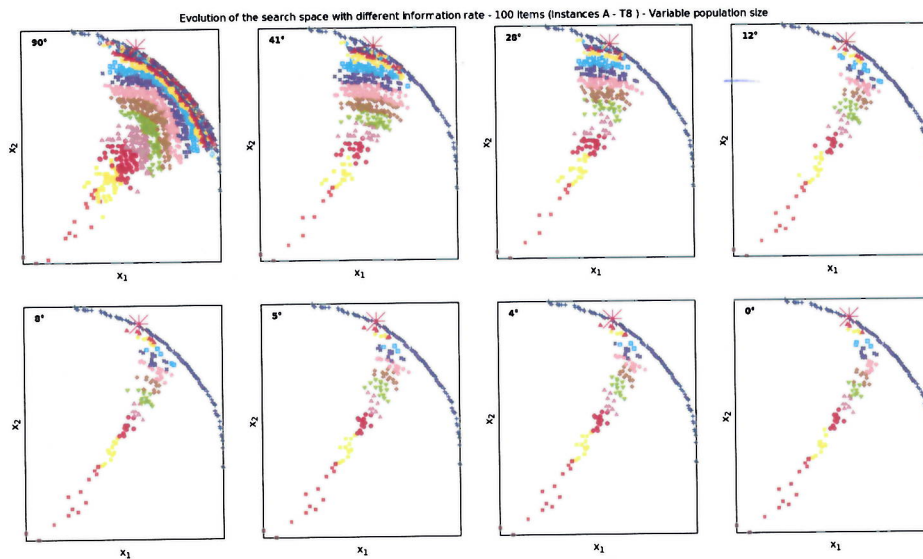 Evolution of the search space with different information rate - 100 Items (Instances A - T8 ) - Variable population size
90°
41°
28°
12°
x2
x2
x2
x2
x1
x1
x1
x1
8°
5°
4°
0°
x2
x2
x2
x2
x1
x1
x1
x1